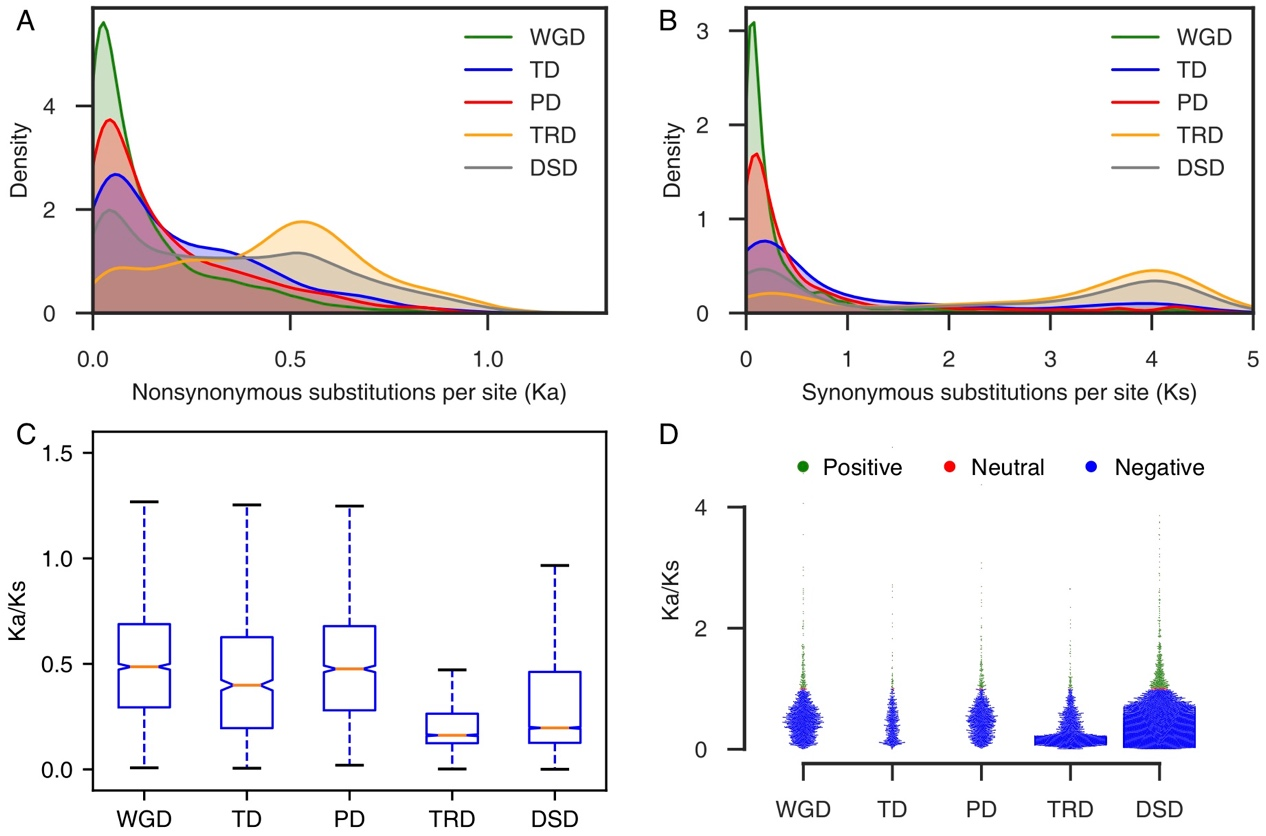 A
WGD
TD
PD
TRD
DSD
Density
4
2
0
0.0
0.5
1.0
Nonsynonymous substitutions per site (Ka)
B
WGD
TD
PD
TRD
DSD
Density
3
2
1
0
0
1
2
3
4
5
Synonymous substitutions per site (Ks)
C
Ka/Ks
1.5
1.0
0.5
0.0
WGD
TD
PD
TRD
DSD
D
Positive
Neutral
Negative
Ka/Ks
4
2
0
WGD
TD
PD
TRD
DSD